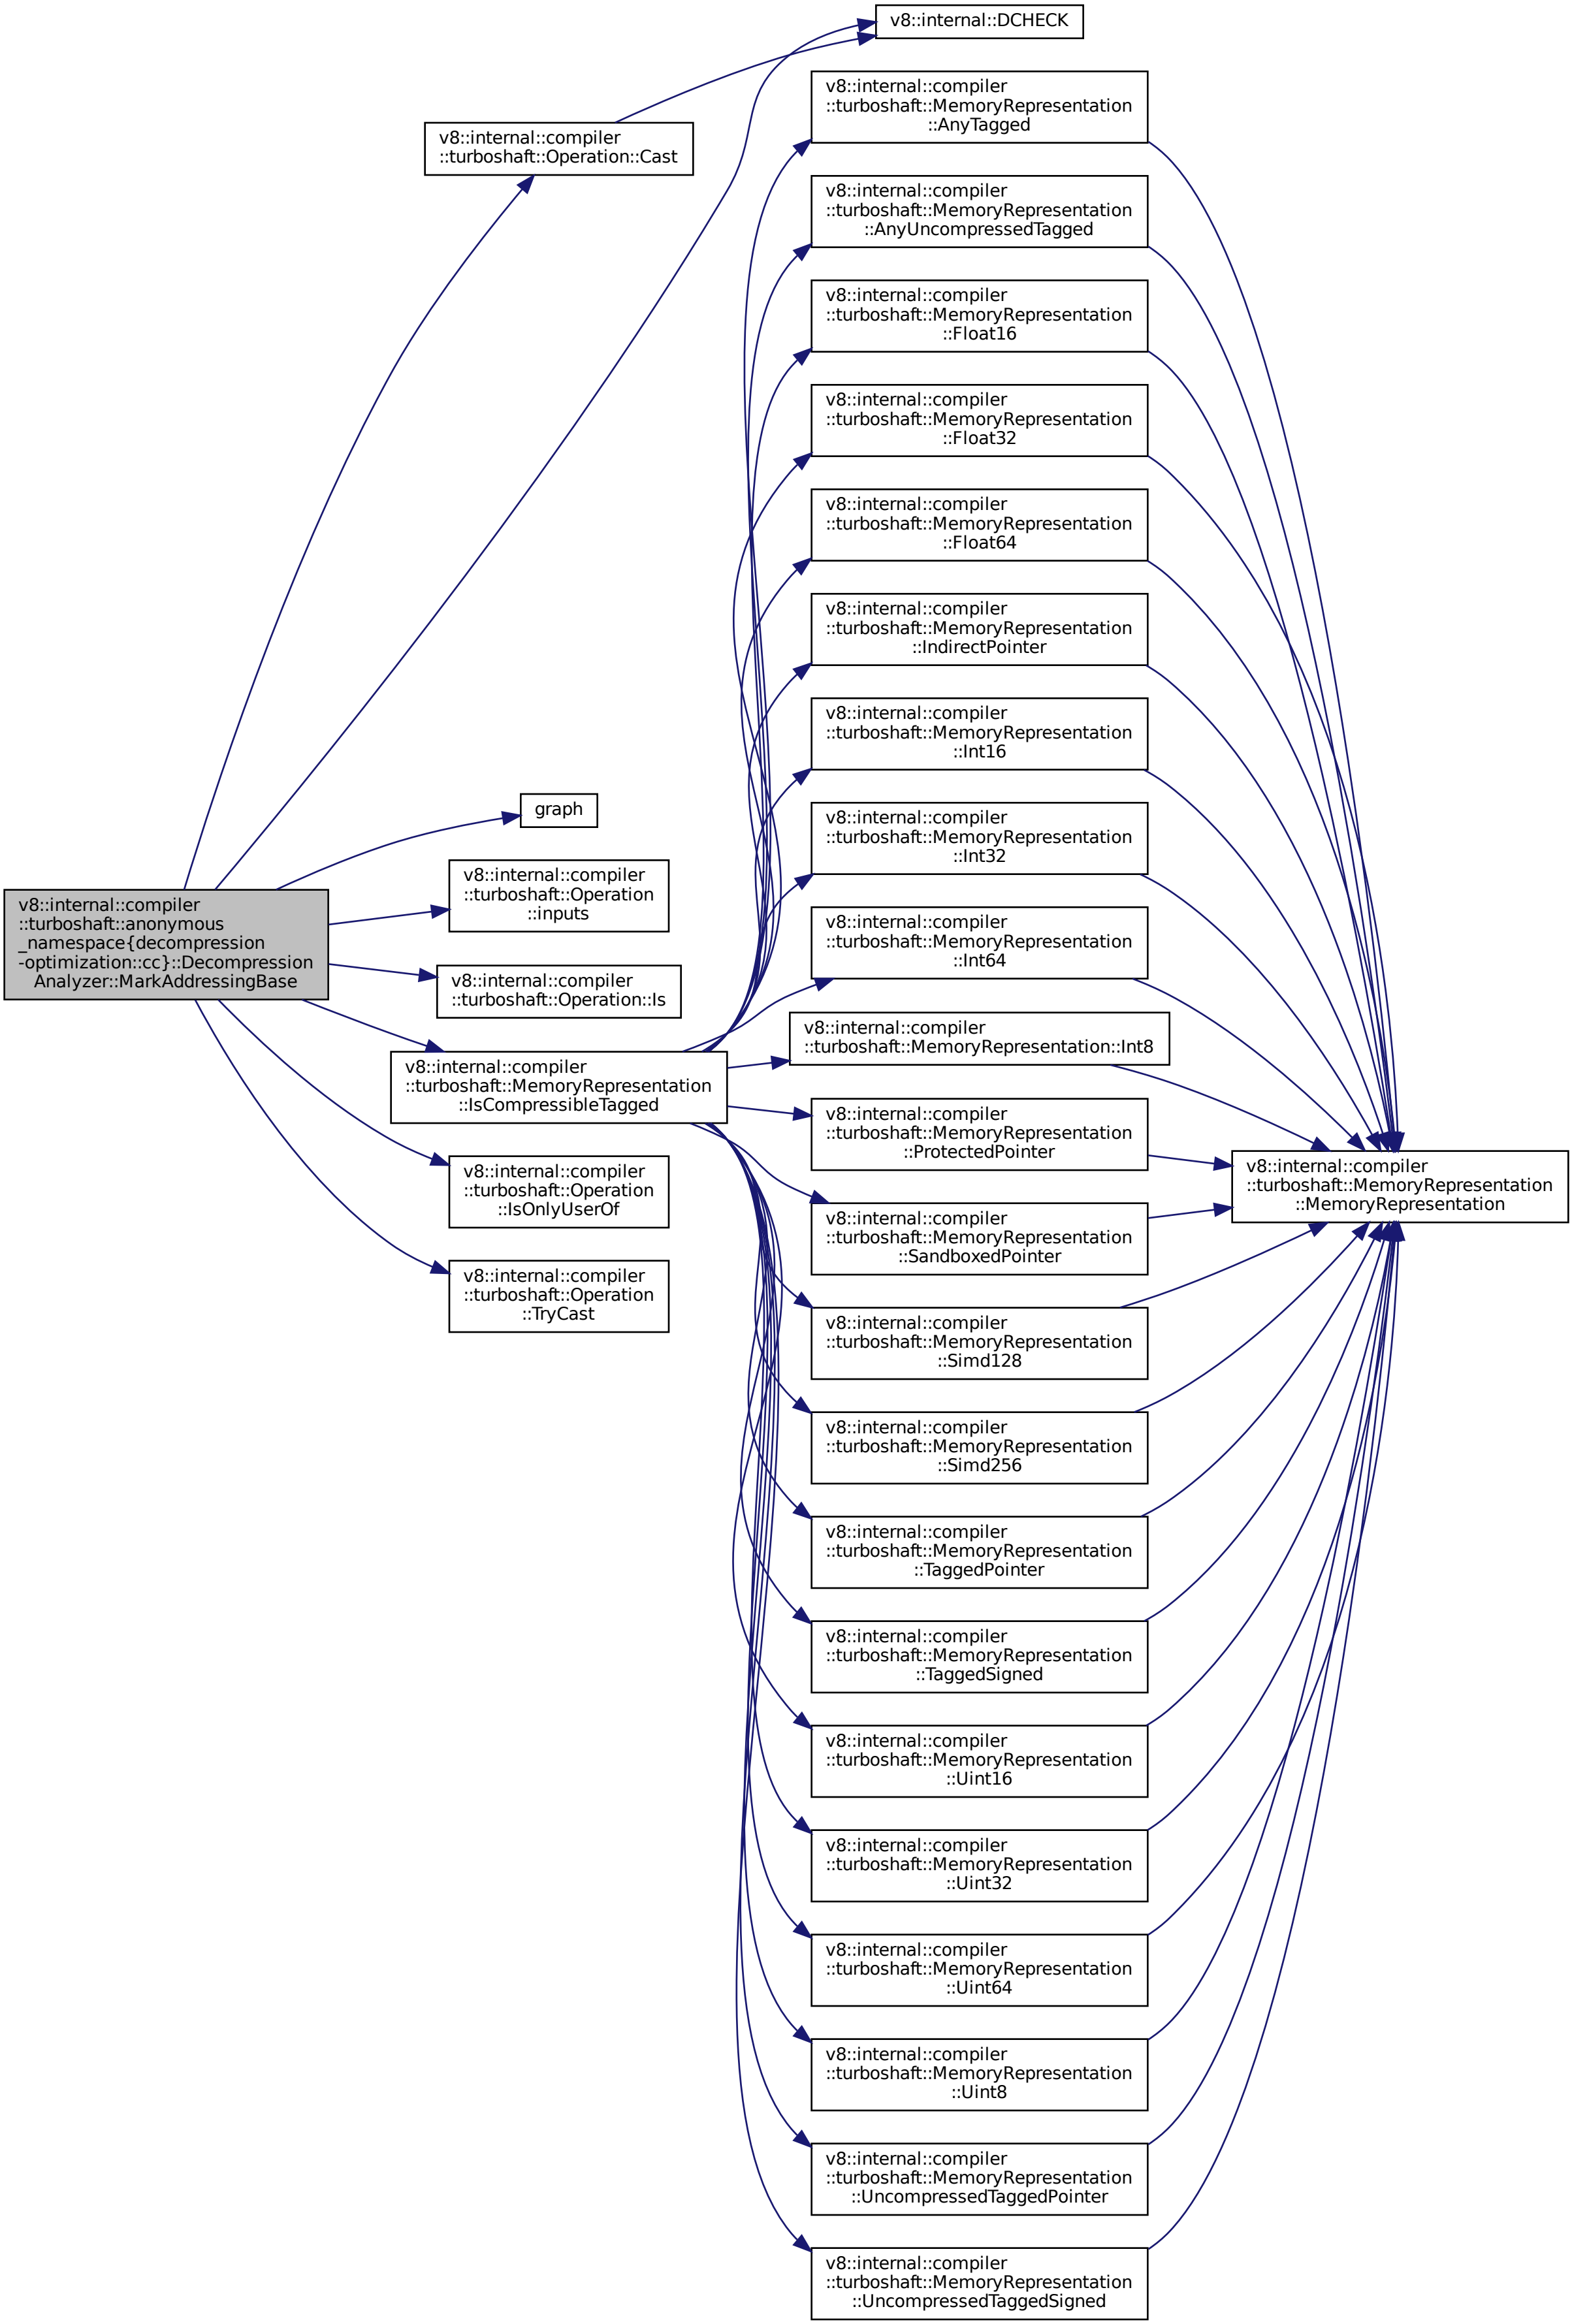 v8::internal::DCHECK
v8::internal::compiler
::turboshaft::MemoryRepresentation
::AnyTagged
v8::internal::compiler
::turboshaft::Operation::Cast
v8::internal::compiler
::turboshaft::MemoryRepresentation
::AnyUncompressedTagged
v8::internal::compiler
::turboshaft::MemoryRepresentation
::Float16
v8::internal::compiler
::turboshaft::MemoryRepresentation
::Float32
v8::internal::compiler
::turboshaft::MemoryRepresentation
::Float64
v8::internal::compiler
::turboshaft::MemoryRepresentation
::IndirectPointer
v8::internal::compiler
::turboshaft::MemoryRepresentation
::Int16
graph
v8::internal::compiler
::turboshaft::MemoryRepresentation
::Int32
v8::internal::compiler
::turboshaft::Operation
::inputs
v8::internal::compiler
::turboshaft::anonymous
_namespace{decompression
-optimization::cc}::Decompression
Analyzer::MarkAddressingBase
v8::internal::compiler
::turboshaft::MemoryRepresentation
::Int64
v8::internal::compiler
::turboshaft::Operation::Is
v8::internal::compiler
::turboshaft::MemoryRepresentation::Int8
v8::internal::compiler
::turboshaft::MemoryRepresentation
::IsCompressibleTagged
v8::internal::compiler
::turboshaft::MemoryRepresentation
::ProtectedPointer
v8::internal::compiler
::turboshaft::Operation
::IsOnlyUserOf
v8::internal::compiler
::turboshaft::MemoryRepresentation
::MemoryRepresentation
v8::internal::compiler
::turboshaft::MemoryRepresentation
::SandboxedPointer
v8::internal::compiler
::turboshaft::Operation
::TryCast
v8::internal::compiler
::turboshaft::MemoryRepresentation
::Simd128
v8::internal::compiler
::turboshaft::MemoryRepresentation
::Simd256
v8::internal::compiler
::turboshaft::MemoryRepresentation
::TaggedPointer
v8::internal::compiler
::turboshaft::MemoryRepresentation
::TaggedSigned
v8::internal::compiler
::turboshaft::MemoryRepresentation
::Uint16
v8::internal::compiler
::turboshaft::MemoryRepresentation
::Uint32
v8::internal::compiler
::turboshaft::MemoryRepresentation
::Uint64
v8::internal::compiler
::turboshaft::MemoryRepresentation
::Uint8
v8::internal::compiler
::turboshaft::MemoryRepresentation
::UncompressedTaggedPointer
v8::internal::compiler
::turboshaft::MemoryRepresentation
::UncompressedTaggedSigned